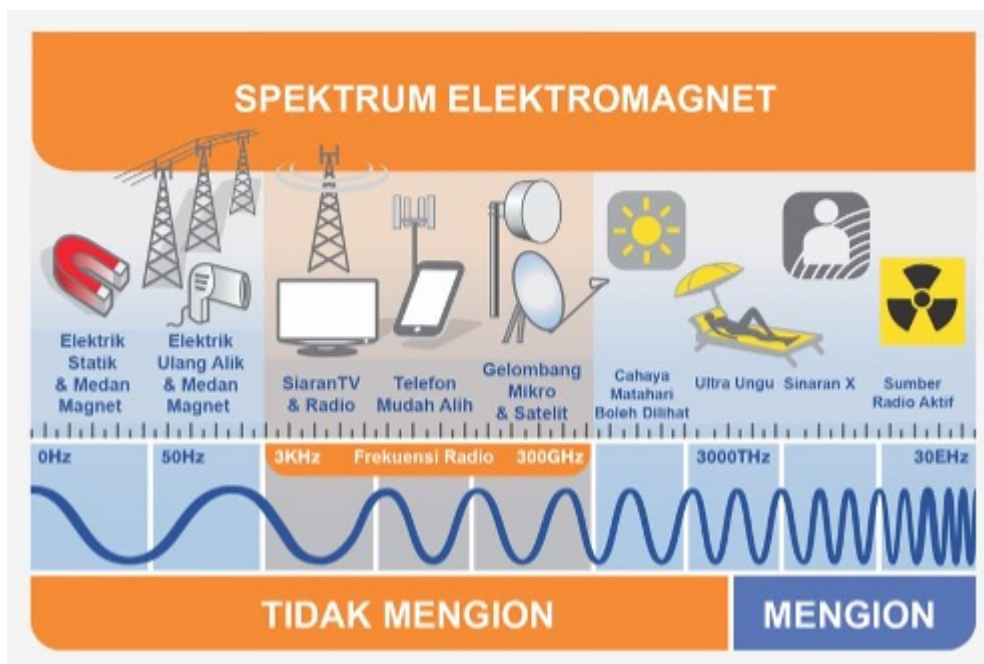 SPEKTRUM ELEKTROMAGNET
Elektrik
Statik
& Medan
Magnet
Elektrik
Ulang Alik
& Medan
Magnet
SiaranTV
& Radio
Telefon
Mudah Alih
Gelombang
Mikro
& Satelit
Cahaya
Matahari
Boleh Dilihat
Ultra Ungu
Sinaran X
Sumber
Radio Aktif
0Hz
50Hz
3KHz
Frekuensi Radio
300GHz
3000THz
30EHz
TIDAK MENGION
MENGION